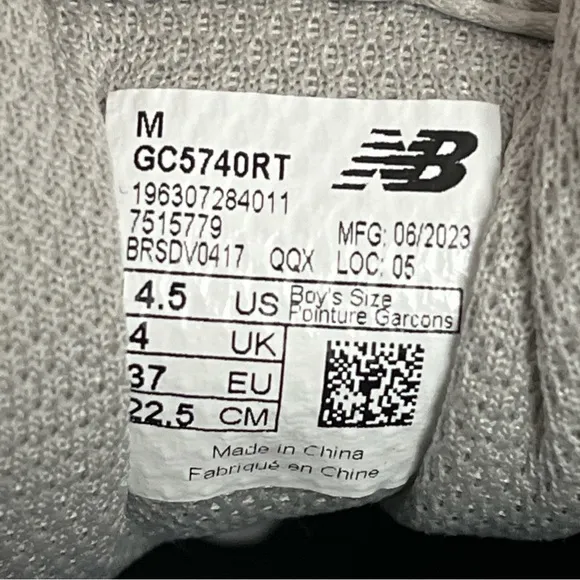 M
GC5740RT
NB
196307284011
7515779
MFG: 06/2023
BRSDV0417 QQX LOC: 05
4.5 US Boy's Size
Pointure Garcons
4 UK
37 EU
22.5 CM
Made in China
Fabriqué en Chine